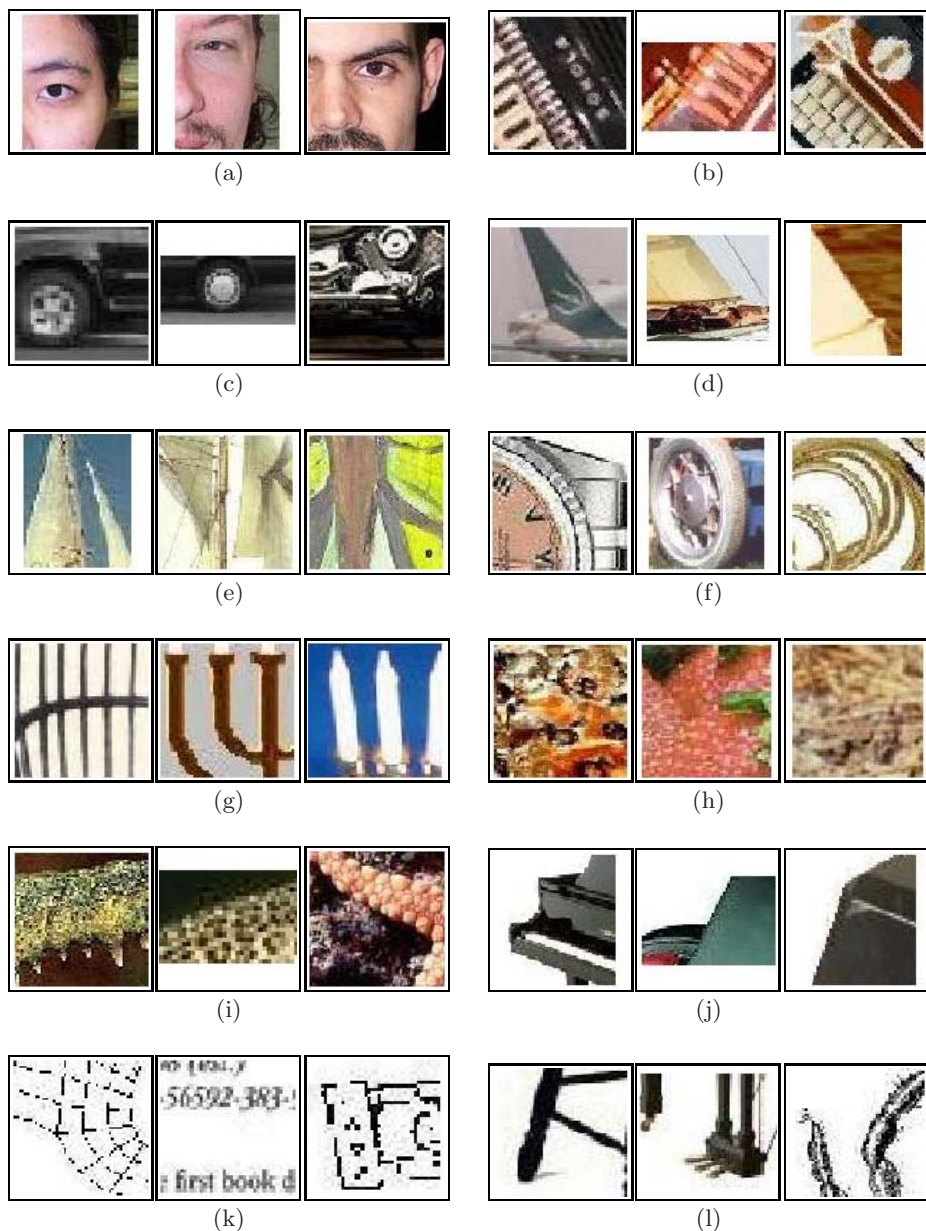 (a)
(b)
(c)
(d)
(e)
(f)
(g)
(h)
(i)
(j)
-56592-383-
first book d
(k)
(l)